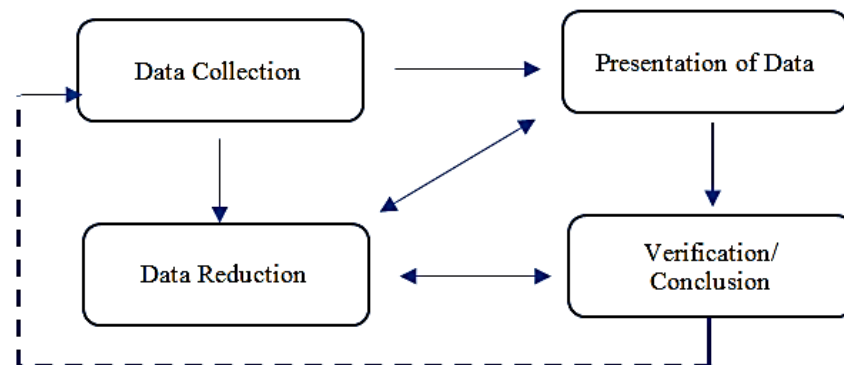 Data Collection
Presentation of Data
Data Reduction
Verification/
Conclusion